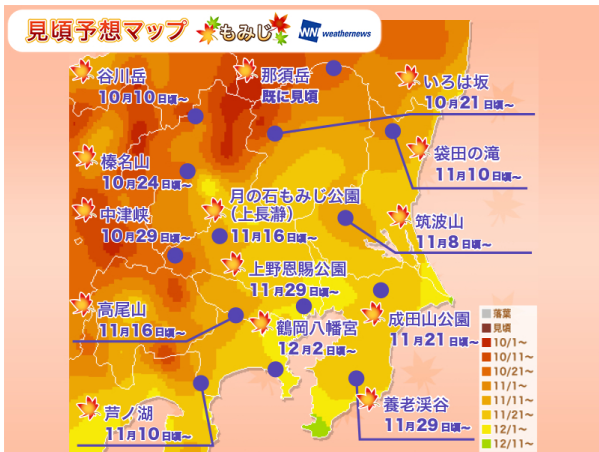 見頃予想マップ もみじ WNI weathernews
谷川岳
10月10日頃～
那須岳
既に見頃
いろは坂
10月21日頃～
榛名山
10月24日頃～
袋田の滝
11月10日頃～
中津峡
10月29日頃～
月の石もみじ公園
(上長瀞)
11月16日頃～
筑波山
11月8日頃～
上野恩賜公園
11月29日頃～
高尾山
11月16日頃～
鶴岡八幡宮
12月2日頃～
成田山公園
11月21日頃～
芦ノ湖
11月10日頃～
養老渓谷
11月29日頃～
落葉
見頃
10/1～
10/11～
10/21～
11/1～
11/11～
11/21～
12/1～
12/11～